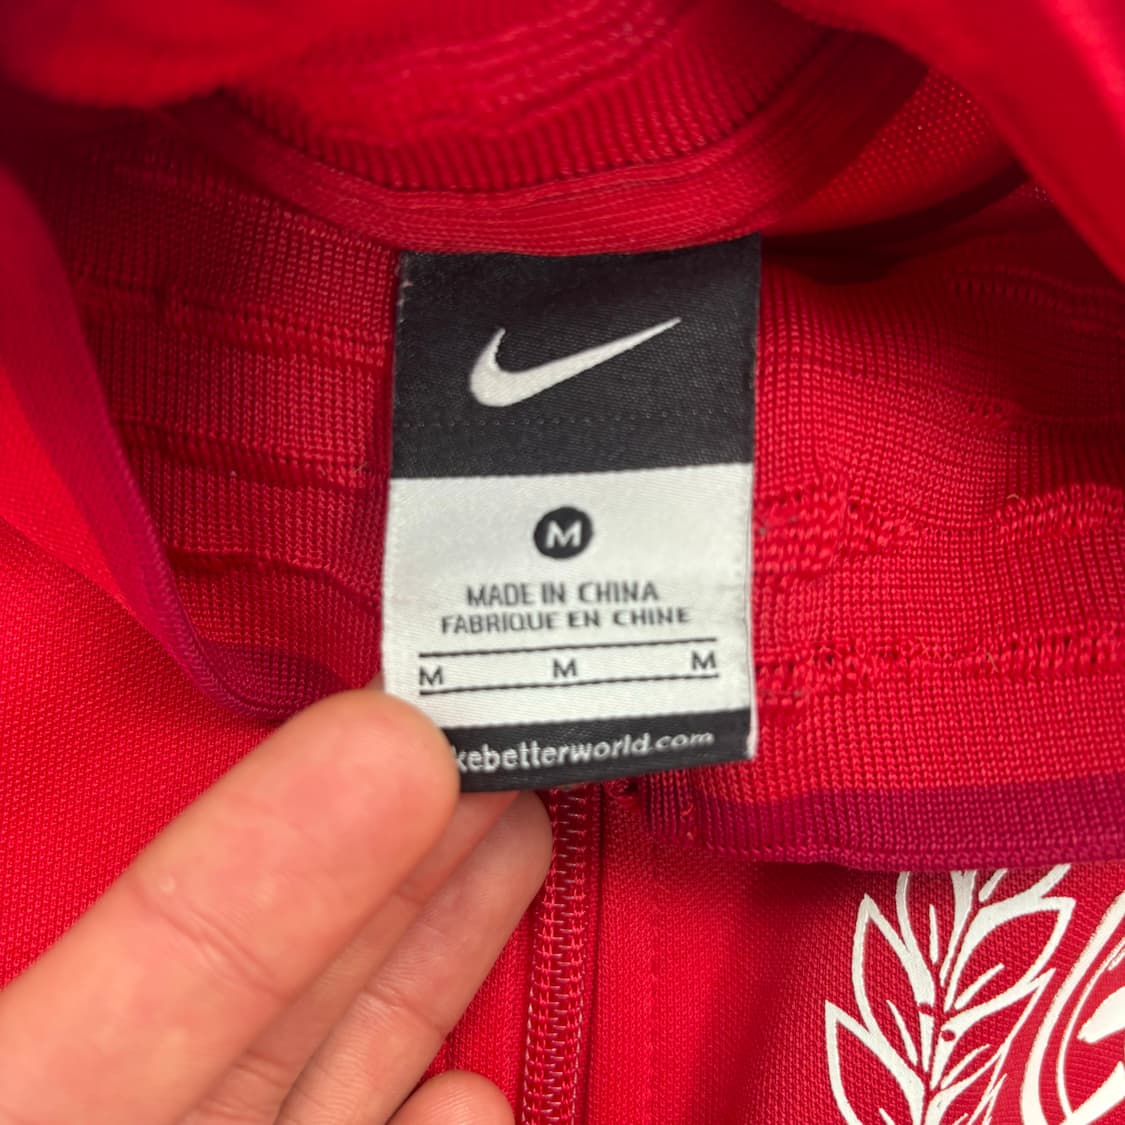 M
MADE IN CHINA
FABRIQUE EN CHINE
M M M
kebetterworld.com